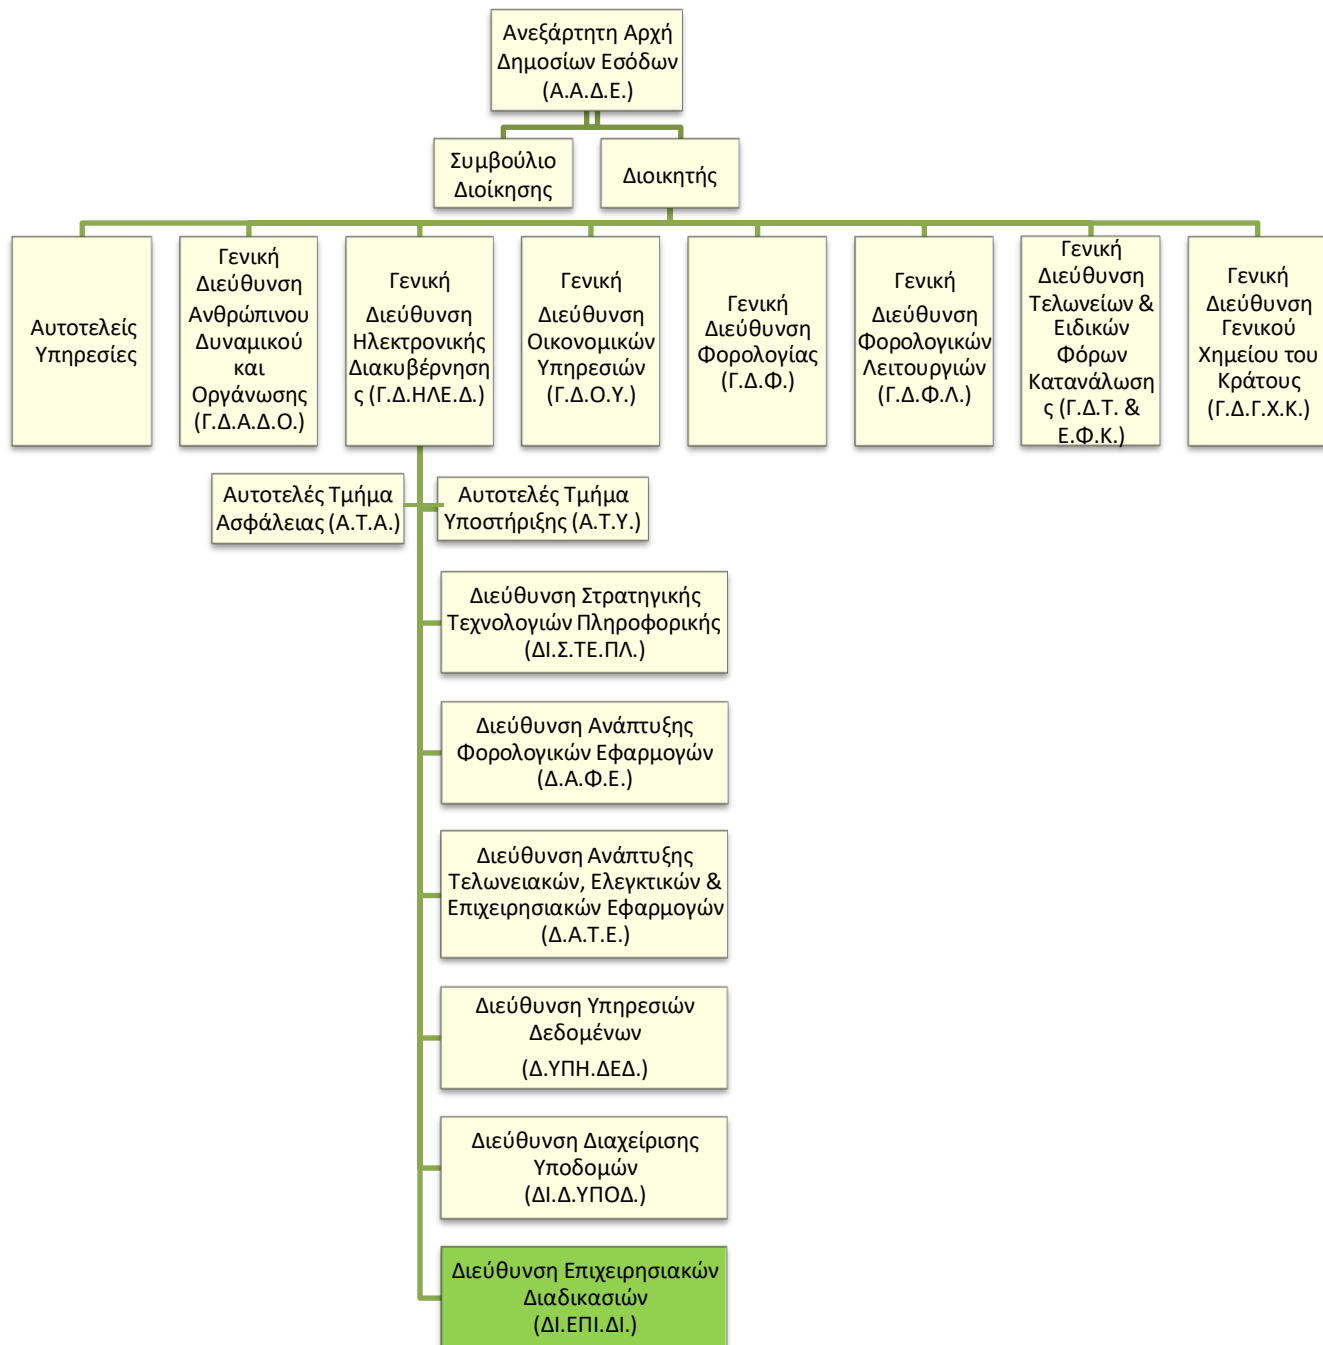 Ανεξάρτητη Αρχή
Δημοσίων Εσόδων
(Α.Α.Δ.Ε.)
Συμβούλιο
Διοίκησης
Διοικητής
Αυτοτελείς
Υπηρεσίες
Γενική
Διεύθυνση
Ανθρώπινου
Δυναμικού
και
Οργάνωσης
(Γ.Δ.Α.Δ.Ο.)
Γενική
Διεύθυνση
Ηλεκτρονικής
Διακυβέρνηση
ς (Γ.Δ.ΗΛΕ.Δ.)
Γενική
Διεύθυνση
Οικονομικών
Υπηρεσιών
(Γ.Δ.Ο.Υ.)
Γενική
Διεύθυνση
Φορολογίας
(Γ.Δ.Φ.)
Γενική
Διεύθυνση
Φορολογικών
Λειτουργιών
(Γ.Δ.Φ.Λ.)
Γενική
Διεύθυνση
Τελωνείων &
Ειδικών
Φόρων
Κατανάλωση
ς (Γ.Δ.Τ. &
Ε.Φ.Κ.)
Γενική
Διεύθυνση
Γενικού
Χημείου του
Κράτους
(Γ.Δ.Γ.Χ.Κ.)
Αυτοτελές Τμήμα
Ασφάλειας (Α.Τ.Α.)
Αυτοτελές Τμήμα
Υποστήριξης (Α.Τ.Υ.)
Διεύθυνση Στρατηγικής
Τεχνολογιών Πληροφορικής
(ΔΙ.Σ.ΤΕ.ΠΛ.)
Διεύθυνση Ανάπτυξης
Φορολογικών Εφαρμογών
(Δ.Α.Φ.Ε.)
Διεύθυνση Ανάπτυξης
Τελωνειακών, Ελεγκτικών &
Επιχειρησιακών Εφαρμογών
(Δ.Α.Τ.Ε.)
Διεύθυνση Υπηρεσιών
Δεδομένων
(Δ.ΥΠΗ.ΔΕΔ.)
Διεύθυνση Διαχείρισης
Υποδομών
(ΔΙ.Δ.ΥΠΟΔ.)
Διεύθυνση Επιχειρησιακών
Διαδικασιών
(ΔΙ.ΕΠΙ.ΔΙ.)